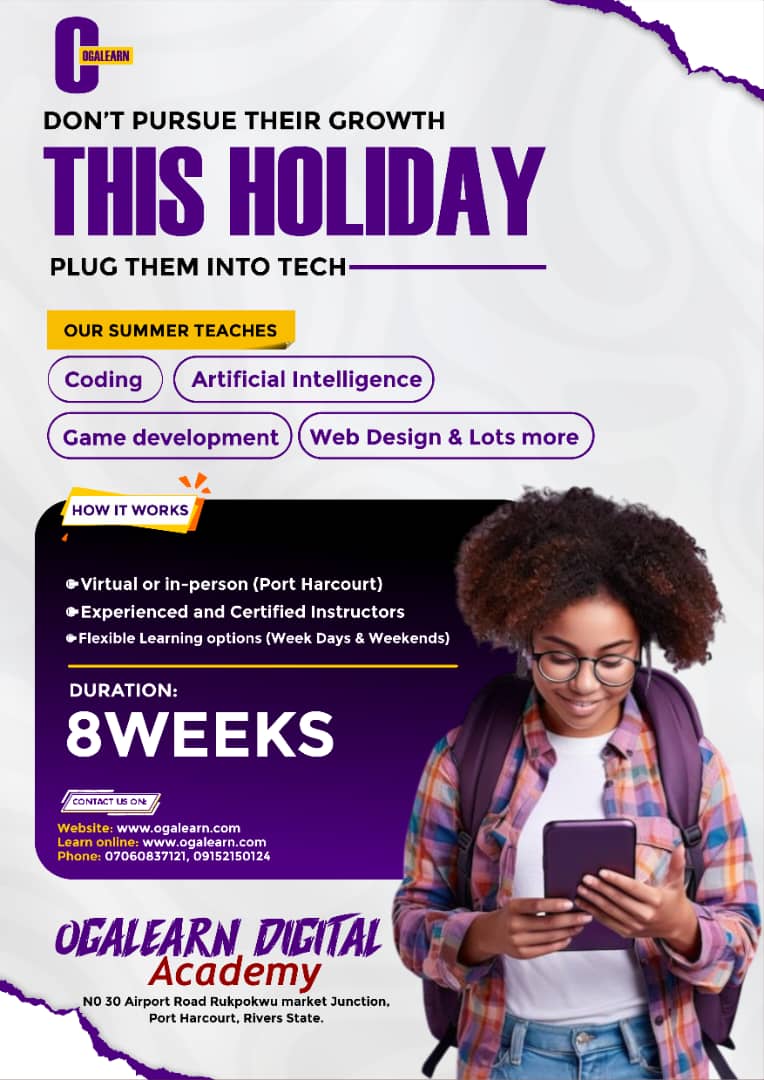 OGALEARN
DON'T PURSUE THEIR GROWTH
THIS HOLIDAY
PLUG THEM INTO TECH
OUR SUMMER TEACHES
Coding
Artificial Intelligence
Game development
Web Design & Lots more
HOW IT WORKS
Virtual or in-person (Port Harcourt)
Experienced and Certified Instructors
Flexible Learning options (Week Days & Weekends)
DURATION:
8WEEKS
CONTACT US ON:
Website: www.ogalearn.com
Learn online: www.ogalearn.com
Phone: 07060837121, 09152150124
OGALEARN DIGITAL
Academy
N0 30 Airport Road Rukpokwu market Junction,
Port Harcourt, Rivers State.